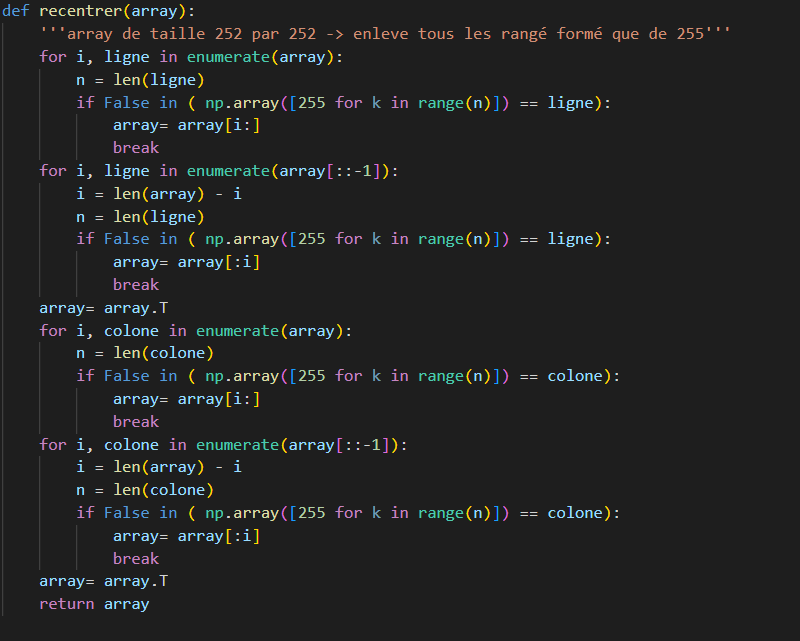 def recentrer(array):
    '''array de taille 252 par 252 -> enleve tous les rangé formé que de 255'''
    for i, ligne in enumerate(array):
        n = len(ligne)
        if False in ( np.array([255 for k in range(n)]) == ligne):
            array= array[i:]
            break
    for i, ligne in enumerate(array[::-1]):
        i = len(array) - i
        n = len(ligne)
        if False in ( np.array([255 for k in range(n)]) == ligne):
            array= array[:i]
            break
    array= array.T
    for i, colone in enumerate(array):
        n = len(colone)
        if False in ( np.array([255 for k in range(n)]) == colone):
            array= array[i:]
            break
    for i, colone in enumerate(array[::-1]):
        i = len(array) - i
        n = len(colone)
        if False in ( np.array([255 for k in range(n)]) == colone):
            array= array[:i]
            break
    array= array.T
    return array